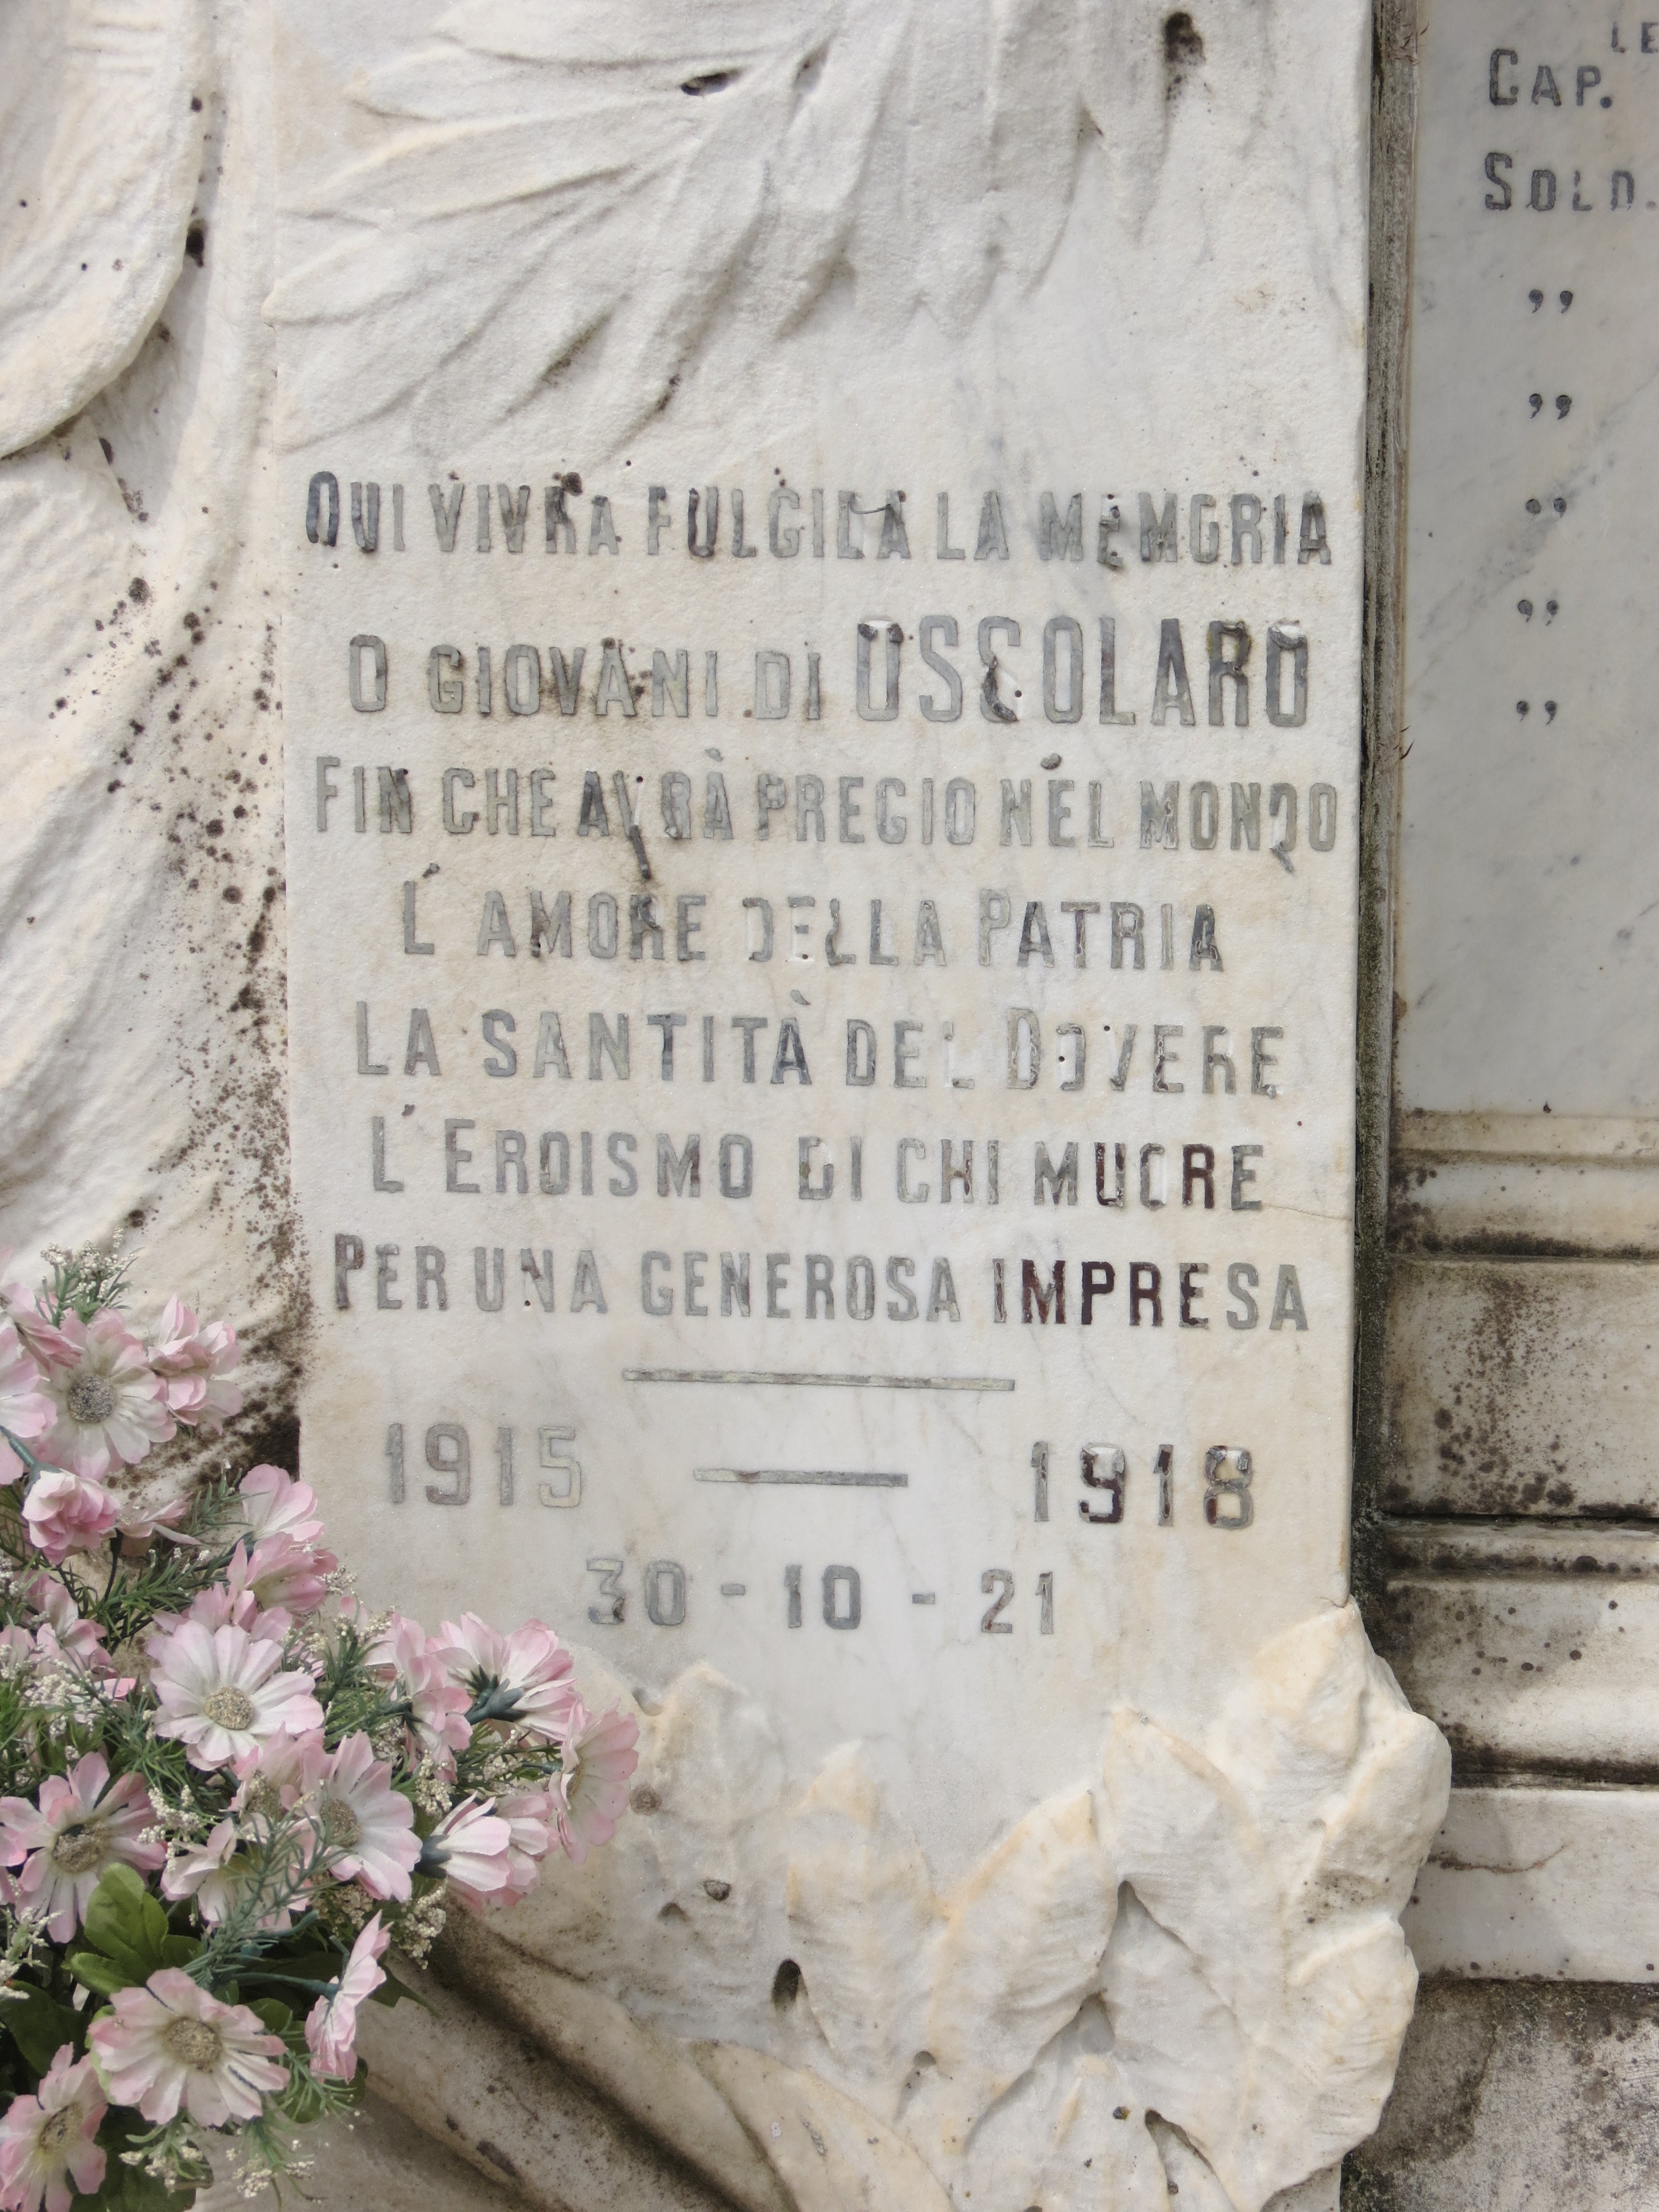 QUI VIVRA FULGIDA LA MEMORIA
O GIOVANI DI OSSOLARO
FIN CHE AVRÀ PREGIO NEL MONDO
L'AMORE DELLA PATRIA
LA SANTITÀ DEL DOVERE
L'EROISMO DI CHI MUORE
PER UNA GENEROSA IMPRESA
1915 — 1918
30 - 10 - 21
CAP.
SOLD.
,,
,,
,,
,,
,,